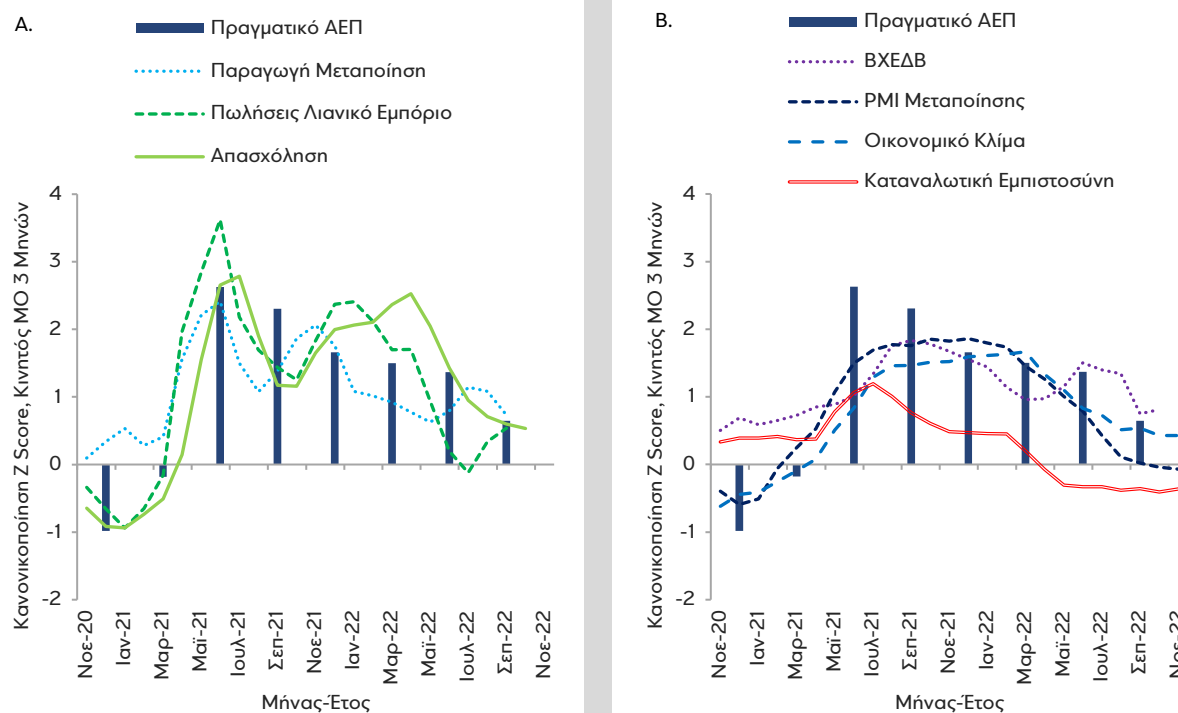 Α.
Πραγματικό ΑΕΠ
Παραγωγή Μεταποίηση
Πωλήσεις Λιανικό Εμπόριο
Απασχόληση
Κανονικοποίηση Z Score, Κινητός ΜΟ 3 Μηνών
4
3
2
1
0
-1
-2
Νοε-20
Ιαν-21
Μαρ-21
Μαϊ-21
Ιουλ-21
Σεπ-21
Νοε-21
Ιαν-22
Μαρ-22
Μαϊ-22
Ιουλ-22
Σεπ-22
Νοε-22
Μήνας-Έτος
Β.
Πραγματικό ΑΕΠ
ΒΧΕΔΒ
PMI Μεταποίησης
Οικονομικό Κλίμα
Καταναλωτική Εμπιστοσύνη
Κανονικοποίηση Z Score, Κινητός ΜΟ 3 Μηνών
4
3
2
1
0
-1
-2
Νοε-20
Ιαν-21
Μαρ-21
Μαϊ-21
Ιουλ-21
Σεπ-21
Νοε-21
Ιαν-22
Μαρ-22
Μαϊ-22
Ιουλ-22
Σεπ-22
Νοε-22
Μήνας-Έτος